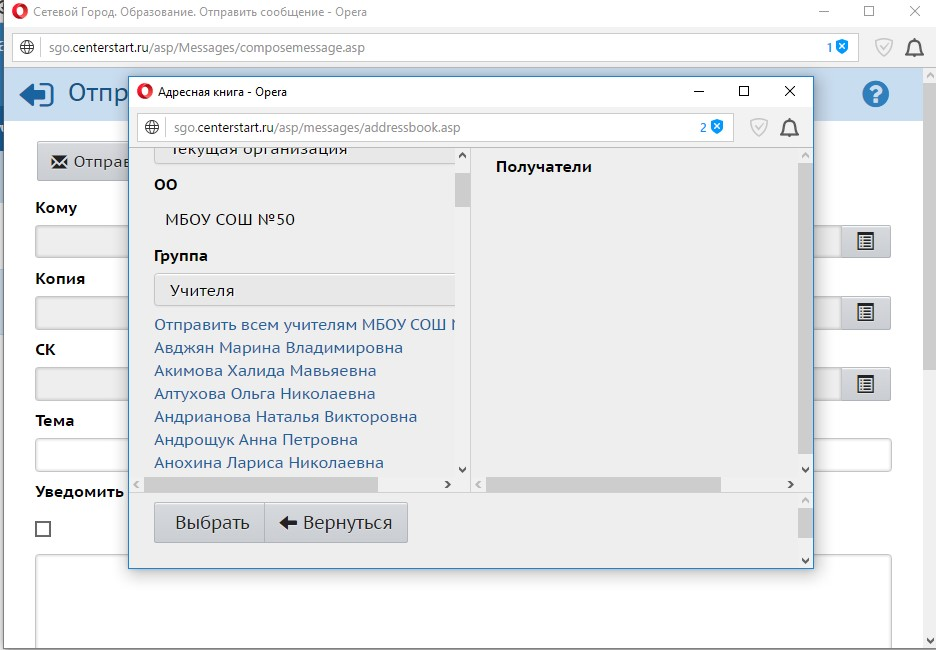 Сетевой Город. Образование. Отправить сообщение - Opera
sgo.centerstart.ru/asp/Messages/composemessage.asp
1
Отпр
?
Отправ
Кому
Копия
СК
Тема
Уведомить
Адресная книга - Opera
sgo.centerstart.ru/asp/messages/addressbook.asp
2
Текущая организация
ОО
МБОУ СОШ №50
Группа
Учителя
Отправить всем учителям МБОУ СОШ
Авджян Марина Владимировна
Акимова Халида Мавьяевна
Алтухова Ольга Николаевна
Андрианова Наталья Викторовна
Андрощук Анна Петровна
Анохина Лариса Николаевна
Получатели
Выбрать
Вернуться